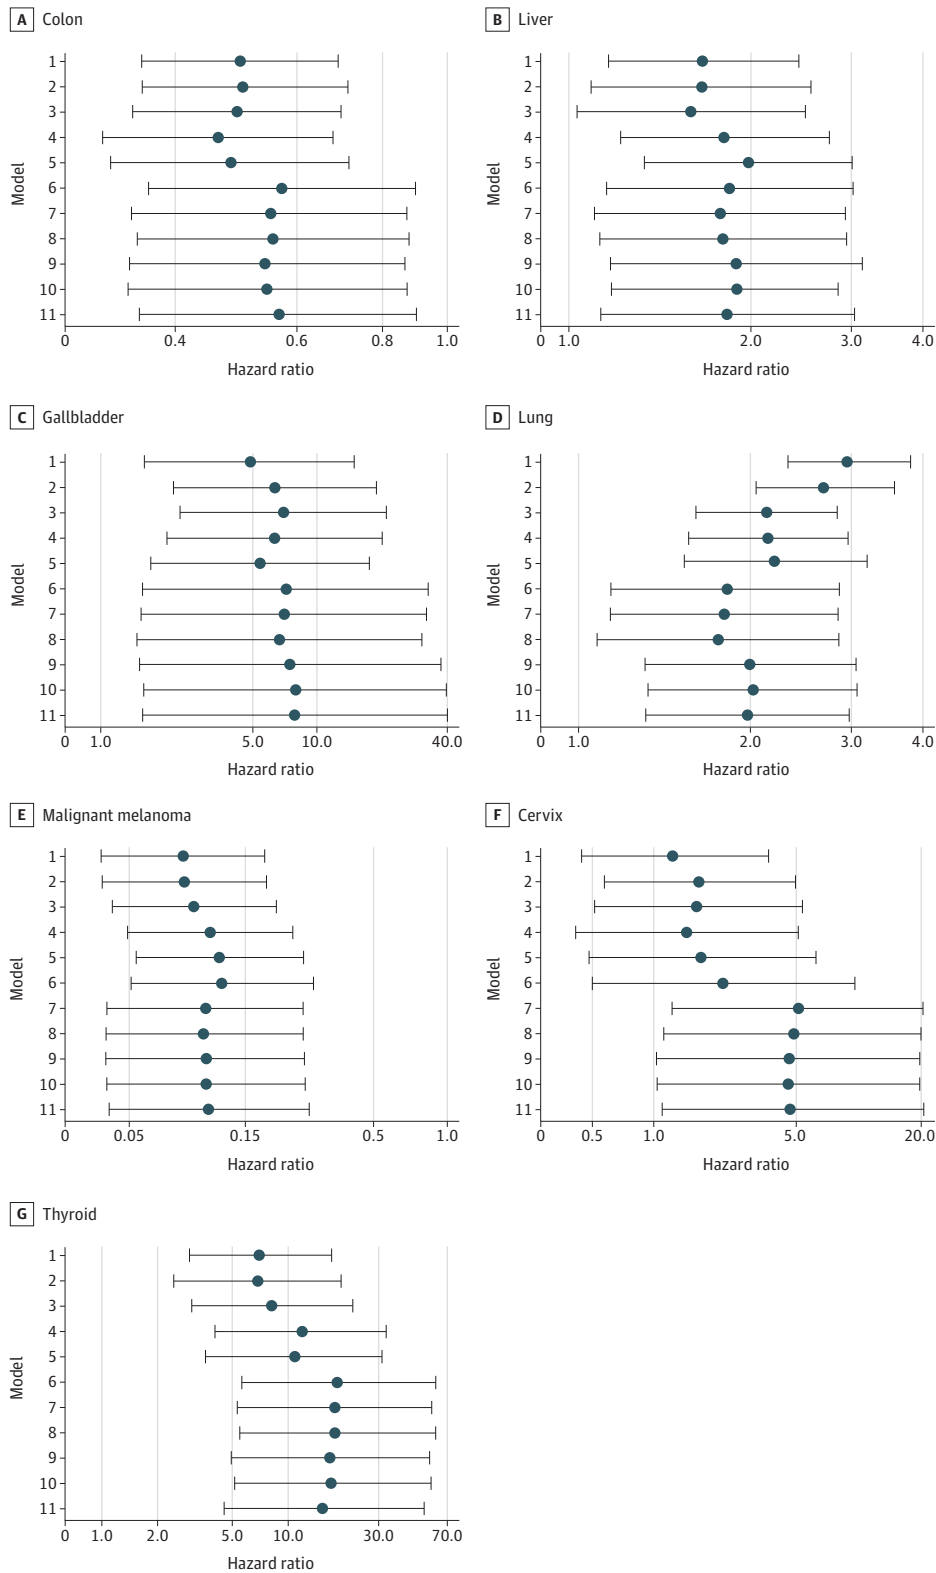 A Colon
Model
1
2
3
4
5
6
7
8
9
10
11
0 0.4 0.6 0.8 1.0
Hazard ratio
B Liver
Model
1
2
3
4
5
6
7
8
9
10
11
0 1.0 2.0 3.0 4.0
Hazard ratio
C Gallbladder
Model
1
2
3
4
5
6
7
8
9
10
11
0 1.0 5.0 10.0 40.0
Hazard ratio
D Lung
Model
1
2
3
4
5
6
7
8
9
10
11
0 1.0 2.0 3.0 4.0
Hazard ratio
E Malignant melanoma
Model
1
2
3
4
5
6
7
8
9
10
11
0 0.05 0.15 0.5 1.0
Hazard ratio
F Cervix
Model
1
2
3
4
5
6
7
8
9
10
11
0 0.5 1.0 5.0 20.0
Hazard ratio
G Thyroid
Model
1
2
3
4
5
6
7
8
9
10
11
0 1.0 2.0 5.0 10.0 30.0 70.0
Hazard ratio